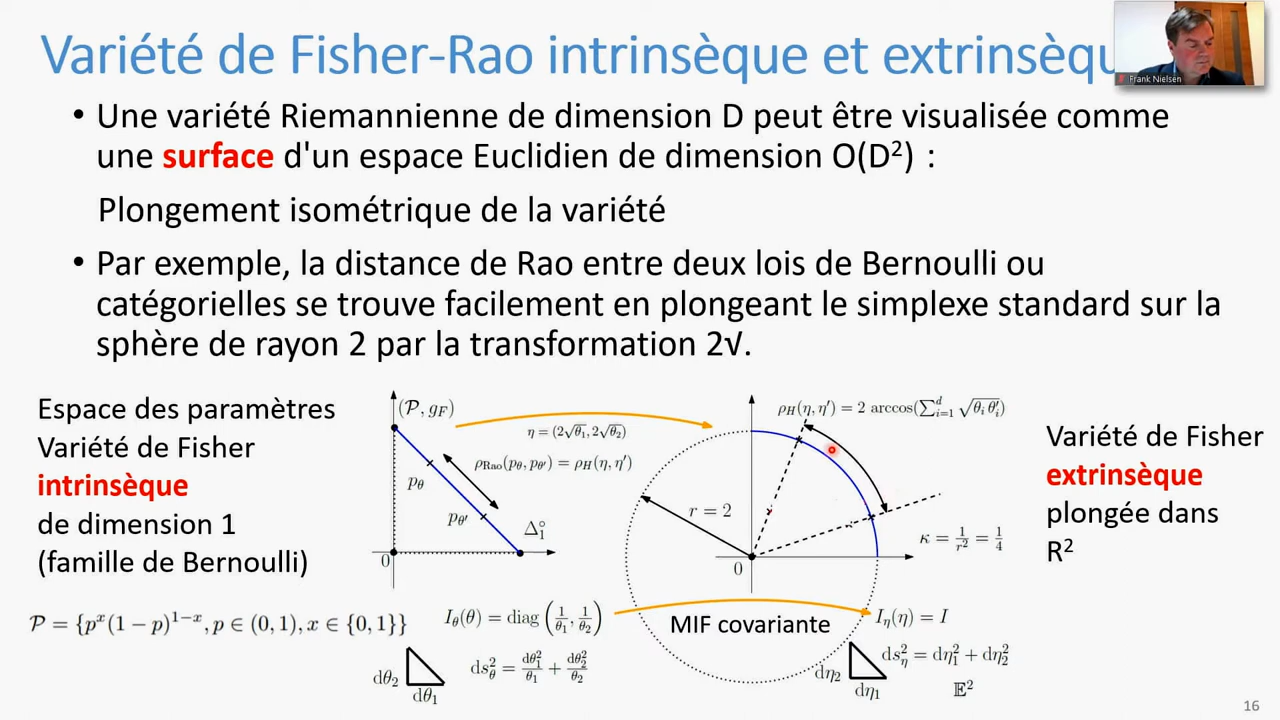 Variété de Fisher-Rao intrinsèque et extrinsèqu
Frank Nielsen
• Une variété Riemannienne de dimension D peut être visualisée comme
une surface d'un espace Euclidien de dimension O(D²) :
Plongement isométrique de la variété
• Par exemple, la distance de Rao entre deux lois de Bernoulli ou
catégorielles se trouve facilement en plongeant le simplexe standard sur la
sphère de rayon 2 par la transformation 2√.
Espace des paramètres
Variété de Fisher
intrinsèque
de dimension 1
(famille de Bernoulli)
𝒫 = {pˣ(1 − p)¹⁻ˣ, p ∈ (0, 1), x ∈ {0, 1}}
(𝒫, g_F)
η = (2√θ₁, 2√θ₂)
ρ_Rao(p_θ, p_θ′) = ρ_H(η, η′)
p_θ
p_θ′
Δ₁°
0
I_θ(θ) = diag (1/θ₁, 1/θ₂)
dθ₂
dθ₁
ds²_θ = dθ₁²/θ₁ + dθ₂²/θ₂
ρ_H(η, η′) = 2 arccos(∑ᵢ₌₁ᵈ √θᵢ θ′ᵢ)
r = 2
κ = 1/r² = 1/4
0
MIF covariante
I_η(η) = I
dη₂
dη₁
ds²_η = dη₁² + dη₂²
𝔼²
Variété de Fisher
extrinsèque
plongée dans
R²
16